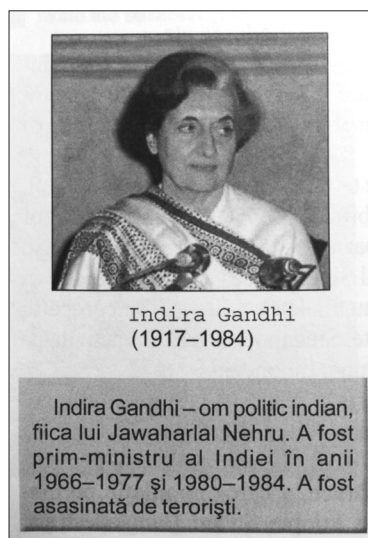 Indira Gandhi
(1917–1984)
Indira Gandhi – om politic indian,
fiica lui Jawaharlal Nehru. A fost
prim-ministru al Indiei în anii
1966–1977 şi 1980–1984. A fost
asasinată de terorişti.